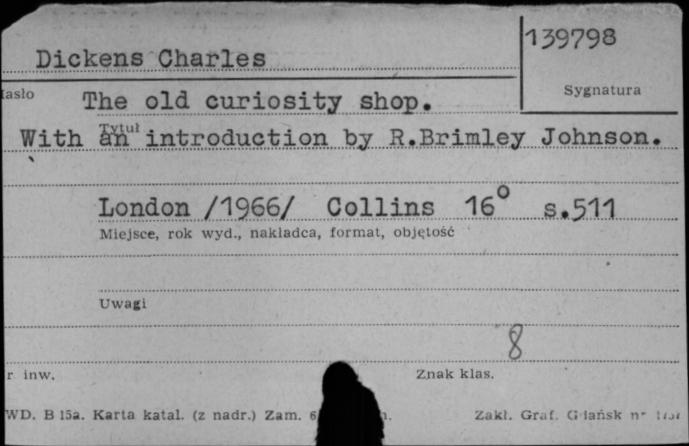 139798
Dickens Charles
Sygnatura
The old curiosity shop.
Tytuł
With an introduction by R.Brimley Johnson.
London /1966/ Collins 16° s.511
Miejsce, rok wyd., nakładca, format, objętość
Uwagi
8
r inw. Znak klas.
WD. B 15a. Karta katal. (z nadr.) Zam. Zakł. Graf. Gdańsk